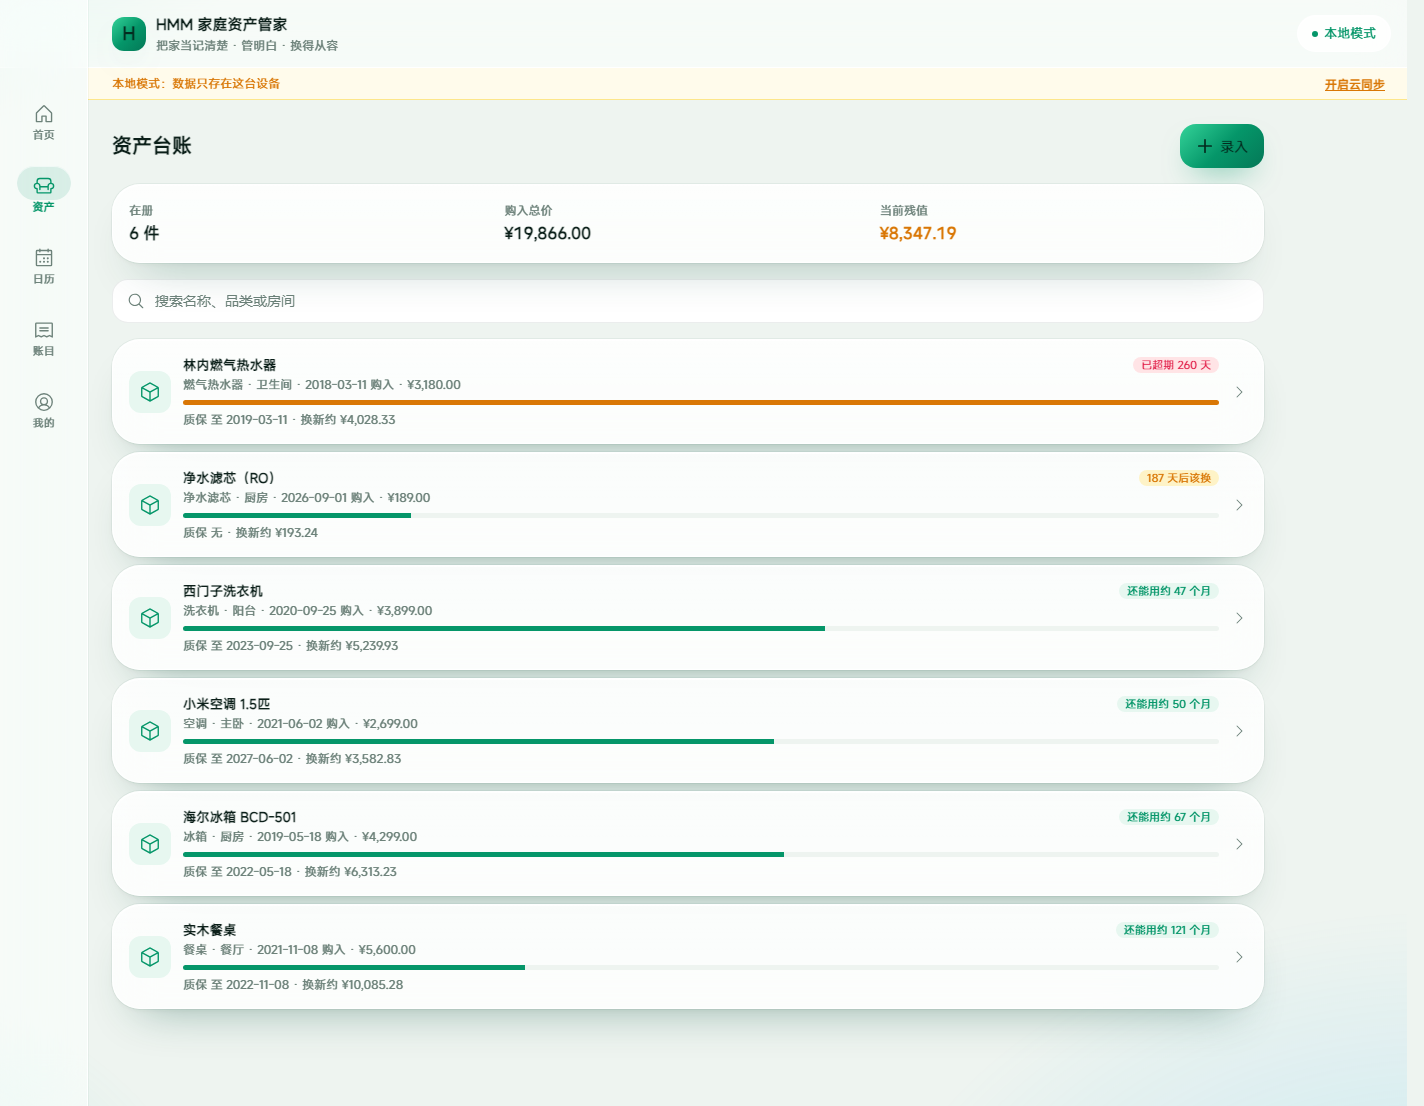 H
HMM 家庭资产管家
把家当记清楚 · 管明白 · 换得从容
本地模式
本地模式：数据只存在这台设备
开启云同步
首页
资产
日历
账目
我的
资产台账
录入
在册
6 件
购入总价
¥19,866.00
当前残值
¥8,347.19
搜索名称、品类或房间
林内燃气热水器
已超期 260 天
燃气热水器 · 卫生间 · 2018-03-11 购入 · ¥3,180.00
质保 至 2019-03-11 · 换新约 ¥4,028.33
净水滤芯（RO）
187 天后该换
净水滤芯 · 厨房 · 2026-09-01 购入 · ¥189.00
质保 无 · 换新约 ¥193.24
西门子洗衣机
还能用约 47 个月
洗衣机 · 阳台 · 2020-09-25 购入 · ¥3,899.00
质保 至 2023-09-25 · 换新约 ¥5,239.93
小米空调 1.5匹
还能用约 50 个月
空调 · 主卧 · 2021-06-02 购入 · ¥2,699.00
质保 至 2027-06-02 · 换新约 ¥3,582.83
海尔冰箱 BCD-501
还能用约 67 个月
冰箱 · 厨房 · 2019-05-18 购入 · ¥4,299.00
质保 至 2022-05-18 · 换新约 ¥6,313.23
实木餐桌
还能用约 121 个月
餐桌 · 餐厅 · 2021-11-08 购入 · ¥5,600.00
质保 至 2022-11-08 · 换新约 ¥10,085.28